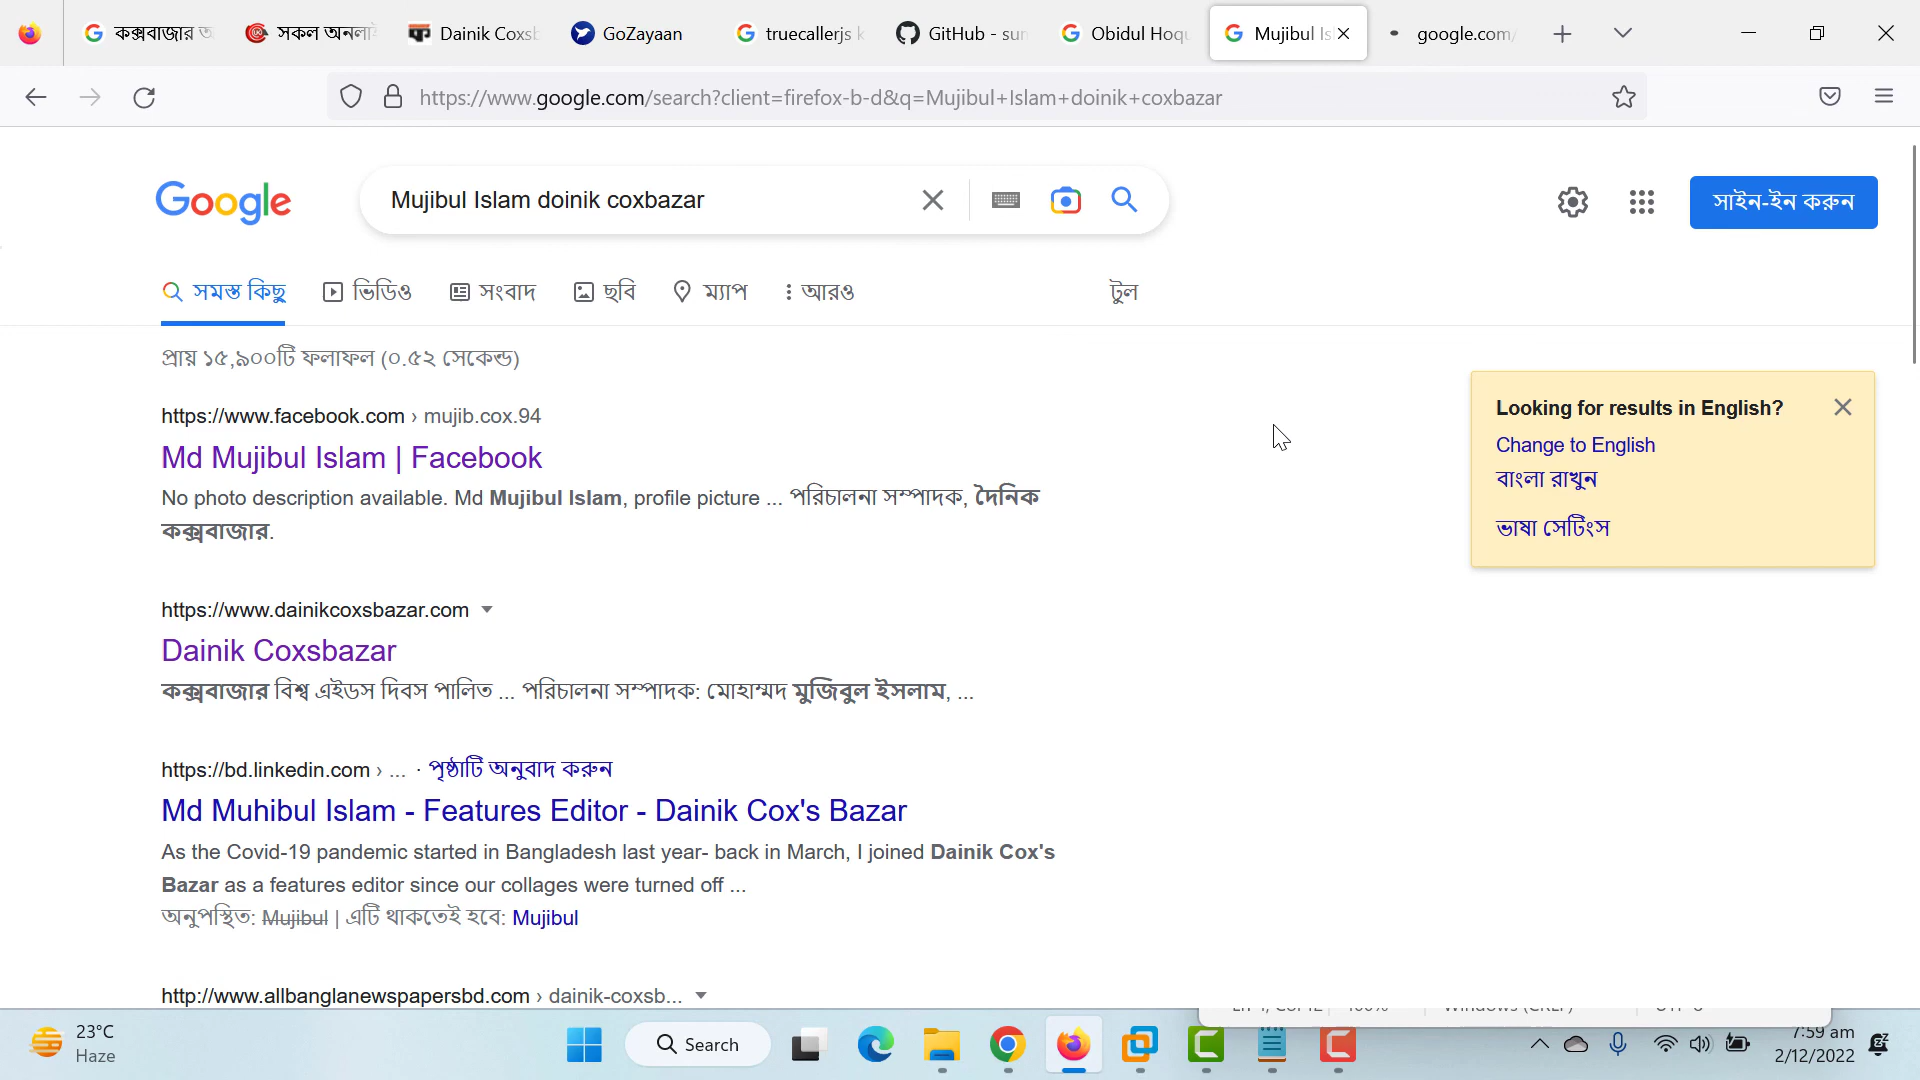 কক্সবাজার
সকল অনলাই
Dainik Coxsb
GoZayaan
truecallerjs
GitHub - sun
Obidul Hoqu
Mujibul Is
google.com/
https://www.google.com/search?client=firefox-b-d&q=Mujibul+Islam+doinik+coxbazar
Google
Mujibul Islam doinik coxbazar
সাইন-ইন করুন
সমস্ত কিছু ভিডিও সংবাদ ছবি ম্যাপ আরও টুল
প্রায় ১৫,৯০০টি ফলাফল (০.৫২ সেকেন্ড)
https://www.facebook.com › mujib.cox.94
Md Mujibul Islam | Facebook
No photo description available. Md Mujibul Islam, profile picture ... পরিচালনা সম্পাদক, দৈনিক
কক্সবাজার.
https://www.dainikcoxsbazar.com
Dainik Coxsbazar
কক্সবাজার বিশ্ব এইডস দিবস পালিত ... পরিচালনা সম্পাদক: মোহাম্মদ মুজিবুল ইসলাম, ...
https://bd.linkedin.com › ... · পৃষ্ঠাটি অনুবাদ করুন
Md Muhibul Islam - Features Editor - Dainik Cox's Bazar
As the Covid-19 pandemic started in Bangladesh last year- back in March, I joined Dainik Cox's
Bazar as a features editor since our collages were turned off ...
অনুপস্থিত: Mujibul | এটি থাকতেই হবে: Mujibul
http://www.allbanglanewspapersbd.com › dainik-coxsb...
Looking for results in English?
Change to English
বাংলা রাখুন
ভাষা সেটিংস
23°C
Haze
Search
7:59 am
2/12/2022